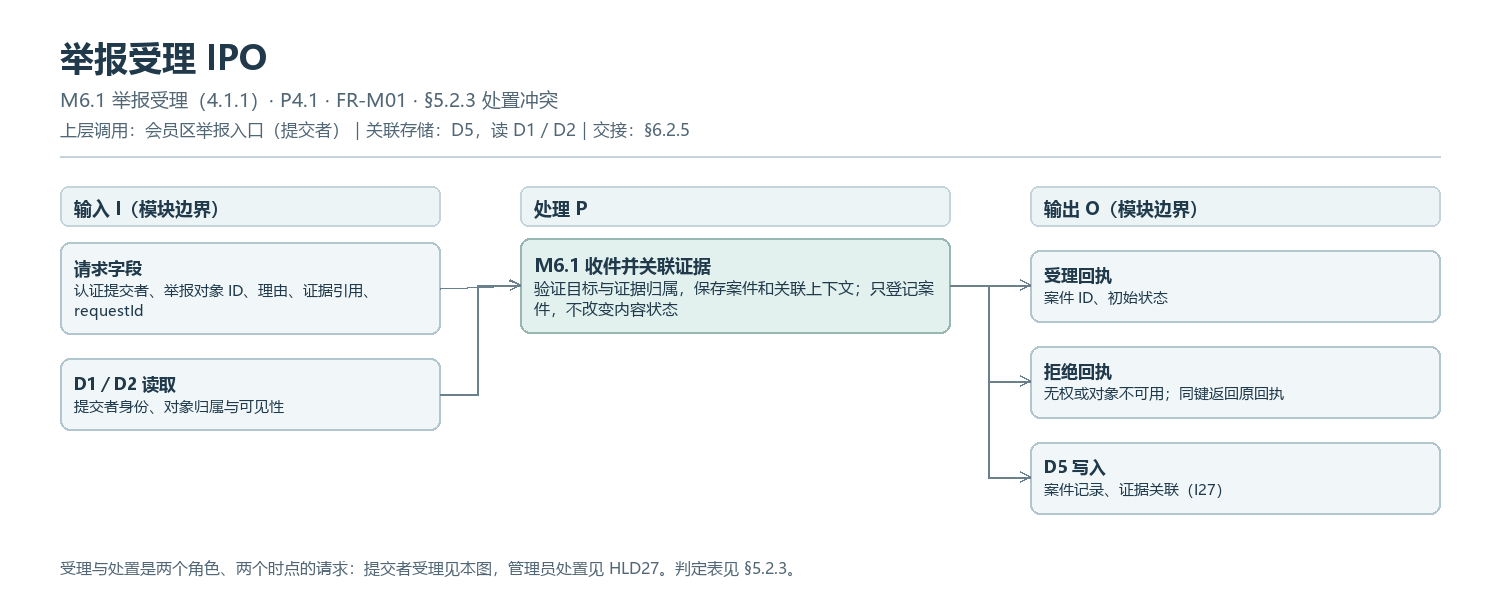 举报受理 IPO
M6.1 举报受理（4.1.1）· P4.1 · FR-M01 · §5.2.3 处置冲突
上层调用：会员区举报入口（提交者）｜关联存储：D5，读 D1 / D2｜交接：§6.2.5
输入 I（模块边界）
请求字段
认证提交者、举报对象 ID、理由、证据引用、
requestId
D1 / D2 读取
提交者身份、对象归属与可见性
处理 P
M6.1 收件并关联证据
验证目标与证据归属，保存案件和关联上下文；只登记案
件，不改变内容状态
输出 O（模块边界）
受理回执
案件 ID、初始状态
拒绝回执
无权或对象不可用；同键返回原回执
D5 写入
案件记录、证据关联（I27）
受理与处置是两个角色、两个时点的请求：提交者受理见本图，管理员处置见 HLD27。判定表见 §5.2.3。